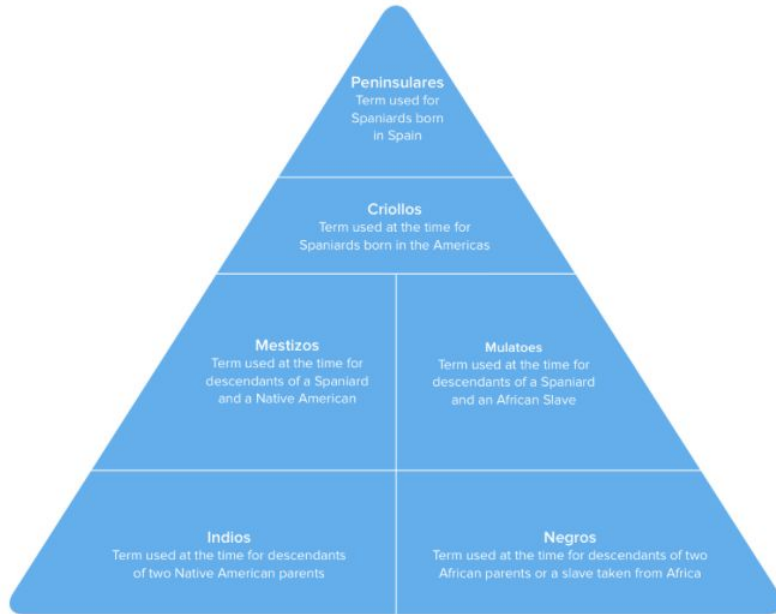 Peninsulares
Term used for
Spaniards born
in Spain
Criollos
Term used at the time for
Spaniards born in the Americas
Mestizos
Term used at the time for
descendants of a Spaniard
and a Native American
Mulatoes
Term used at the time for
descendants of a Spaniard
and an African Slave
Indios
Term used at the time for descendants
of two Native American parents
Negros
Term used at the time for descendants of two
African parents or a slave taken from Africa